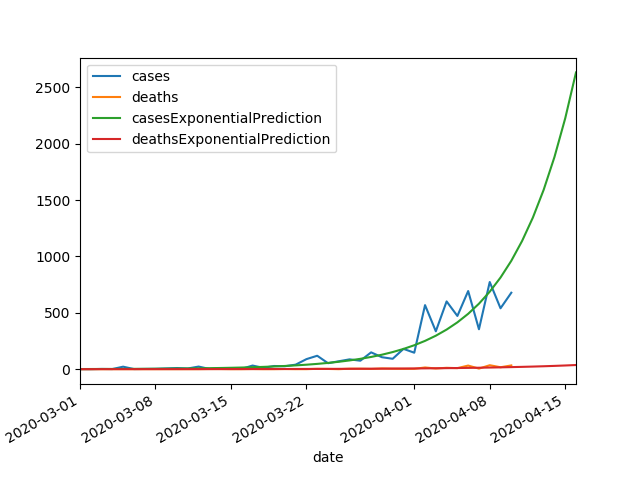 cases
deaths
casesExponentialPrediction
deathsExponentialPrediction
2500
2000
1500
1000
500
0
2020-03-01
2020-03-08
2020-03-15
2020-03-22
2020-04-01
2020-04-08
2020-04-15
date